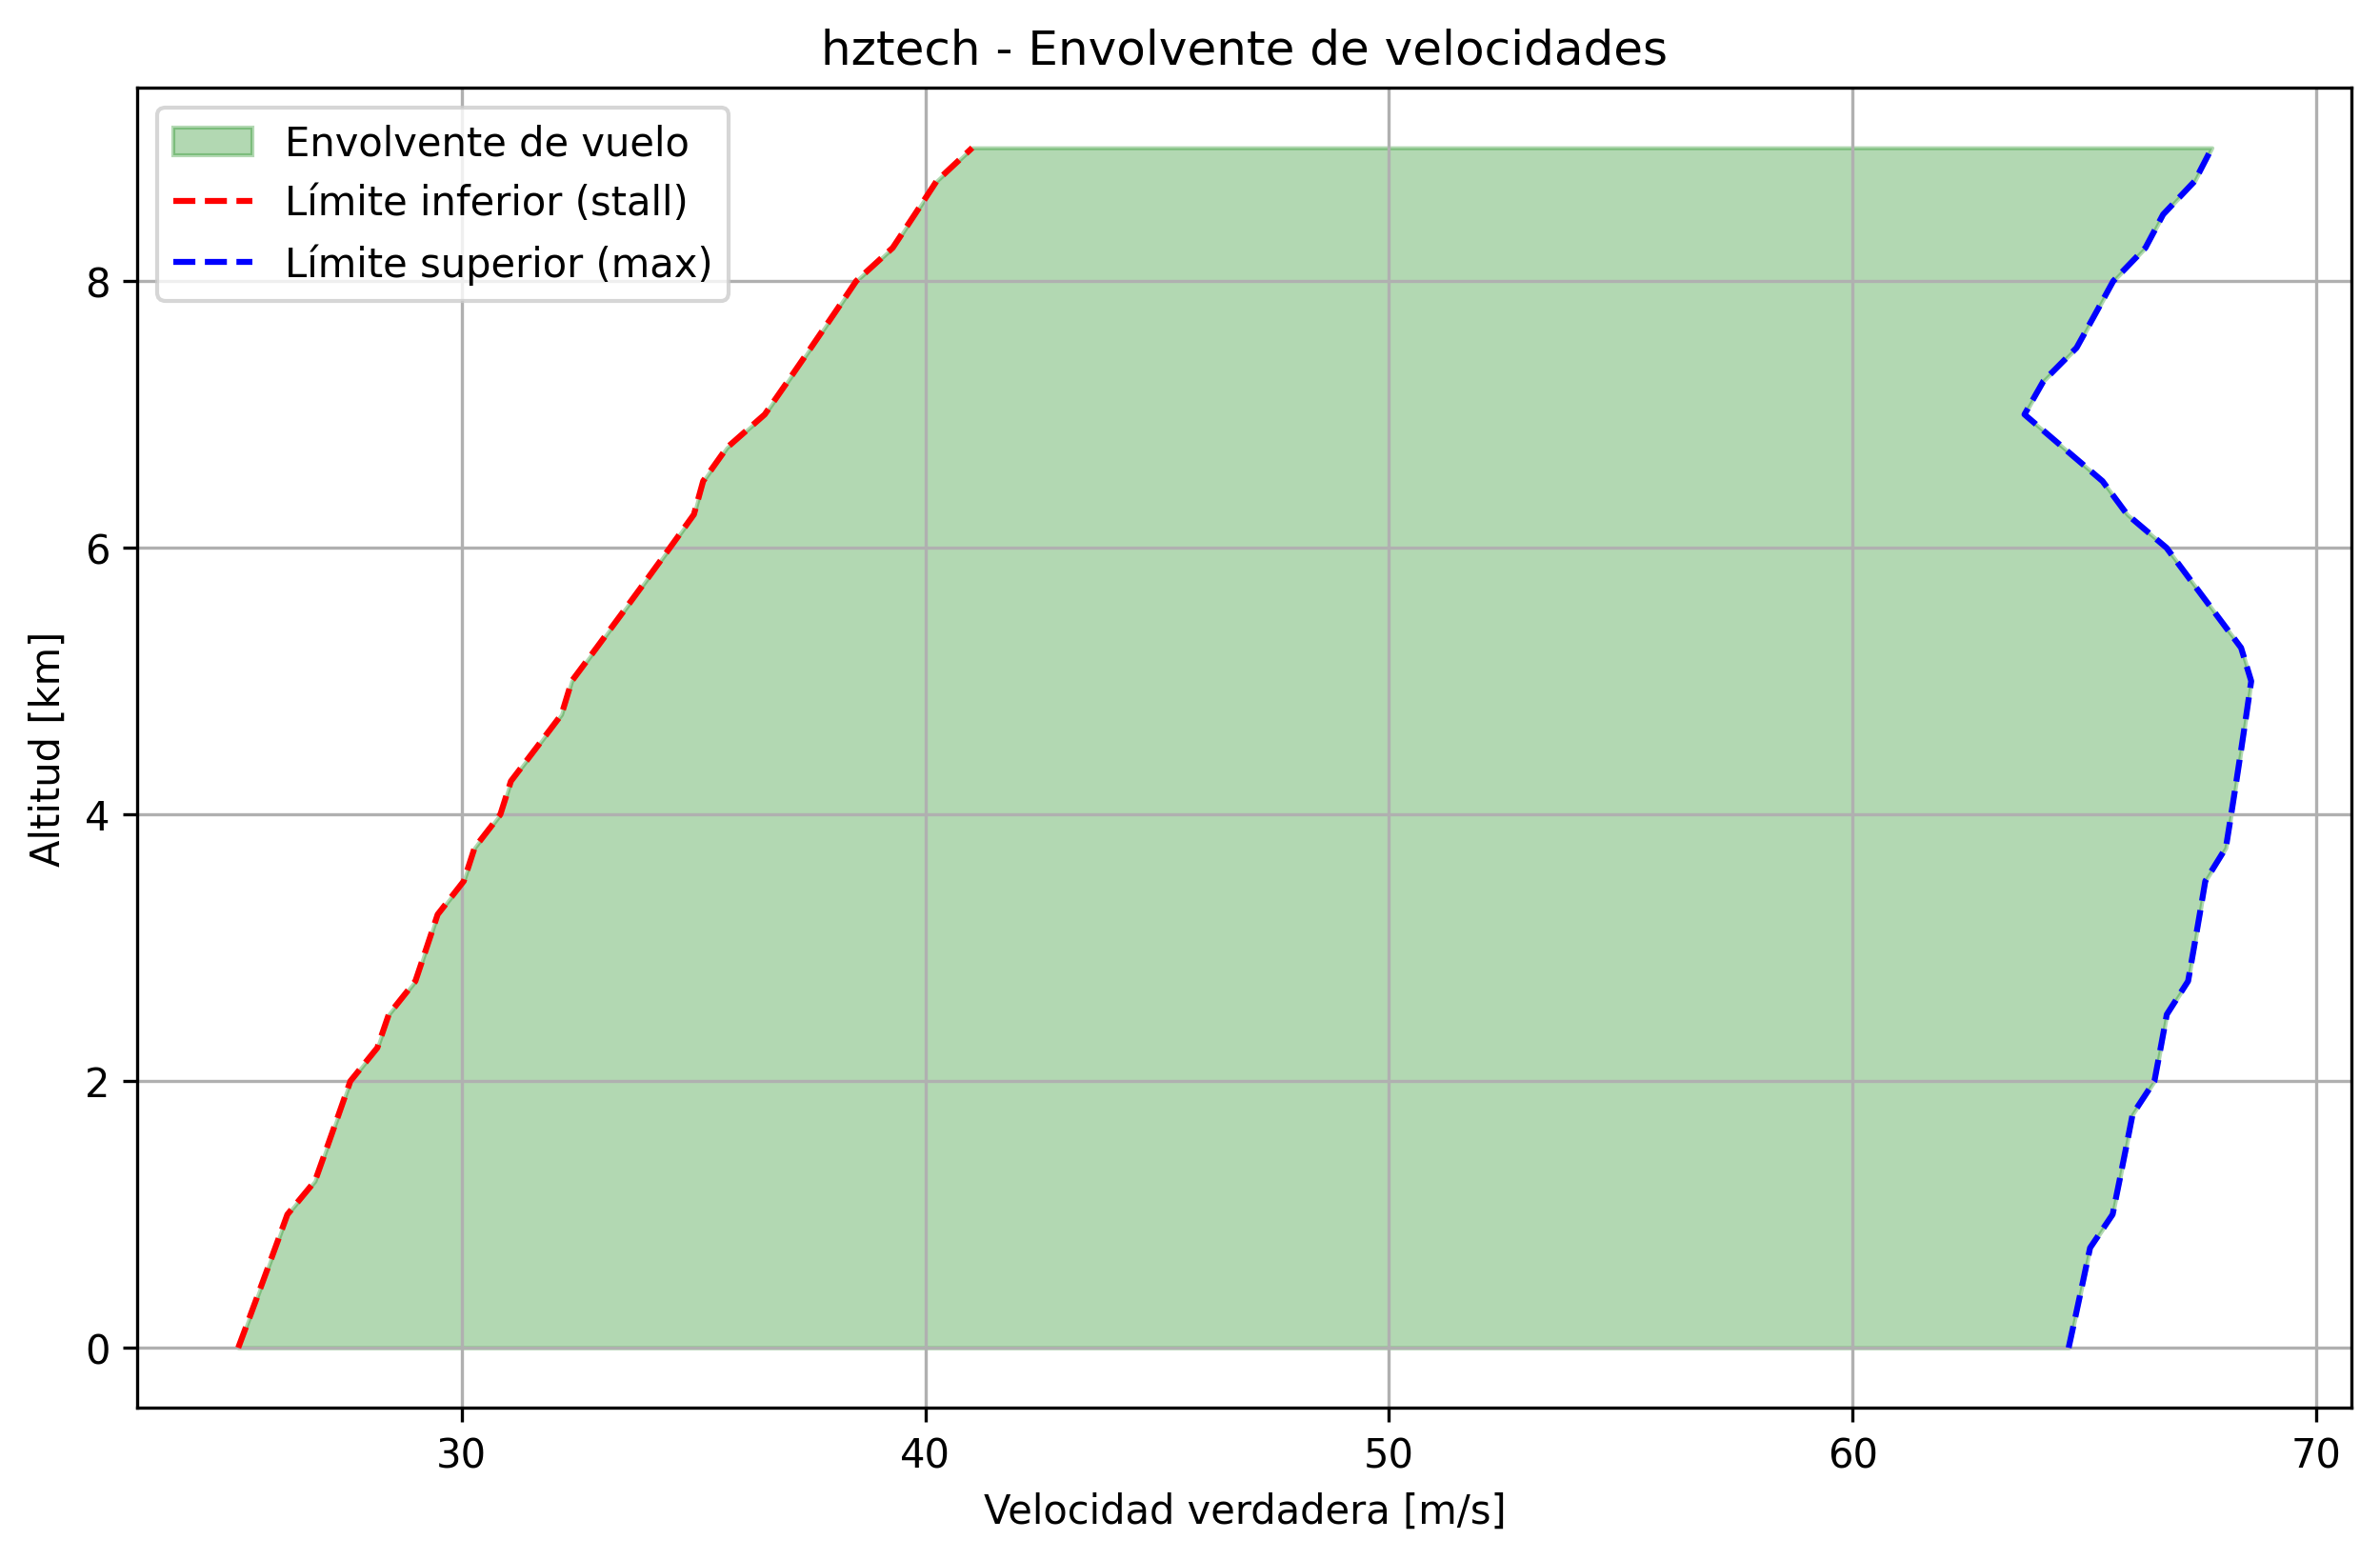 hztech - Envolvente de velocidades
Envolvente de vuelo
Límite inferior (stall)
Límite superior (max)
8
6
4
2
0
Altitud [km]
30
40
50
60
70
Velocidad verdadera [m/s]